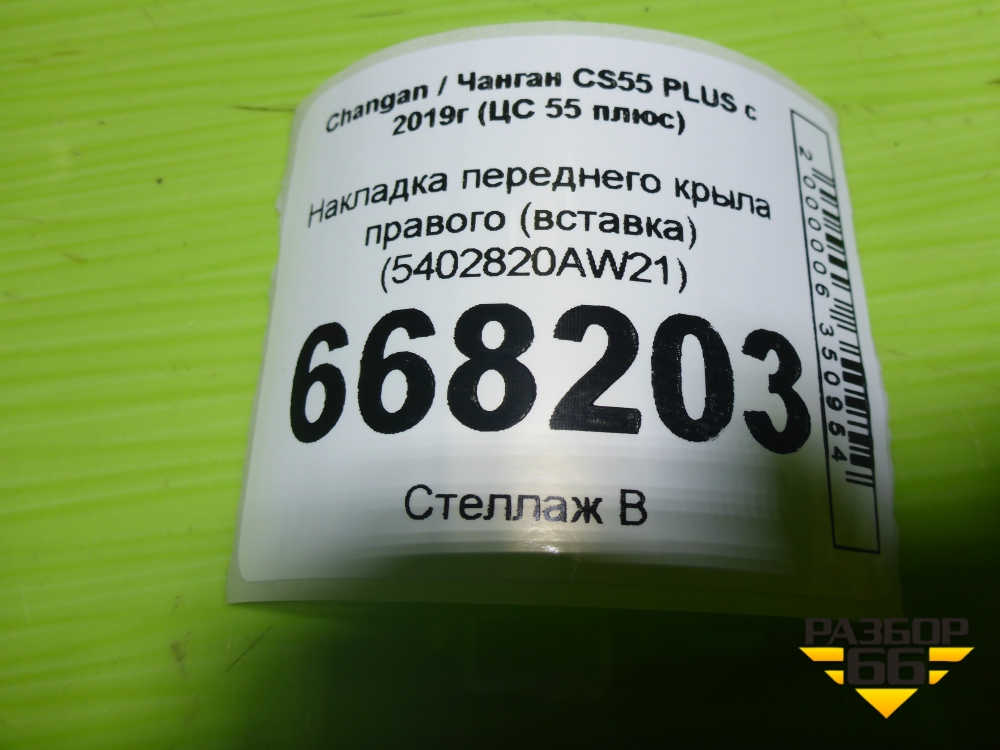 Changan / Чанган CS55 PLUS с
2019г (ЦС 55 плюс)
Накладка переднего крыла
правого (вставка)
(5402820AW21)
668203
Стеллаж В
2000006350964
РАЗБОР
66